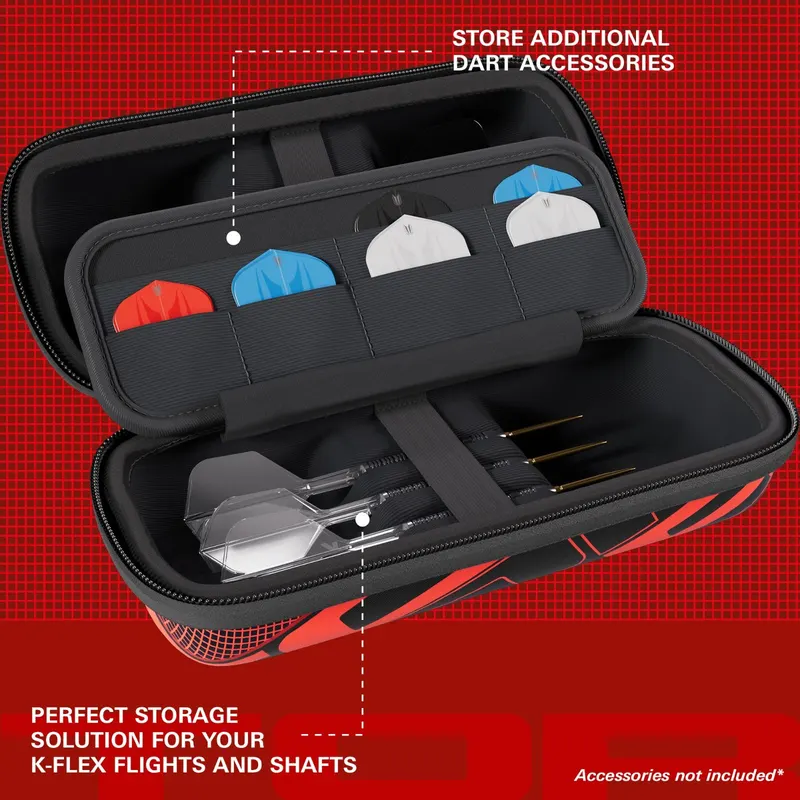 STORE ADDITIONAL
DART ACCESSORIES
PERFECT STORAGE
SOLUTION FOR YOUR
K-FLEX FLIGHTS AND SHAFTS
Accessories not included*